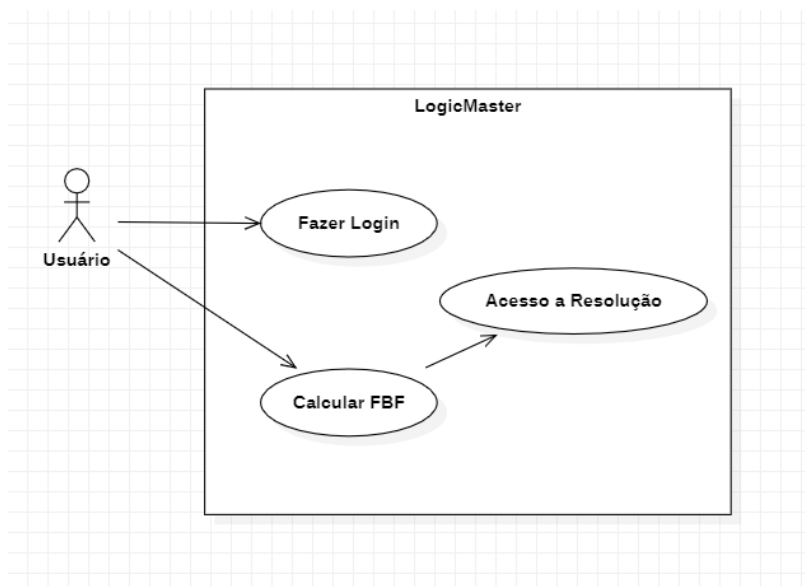 LogicMaster
Fazer Login
Usuário
Acesso a Resolução
Calcular FBF